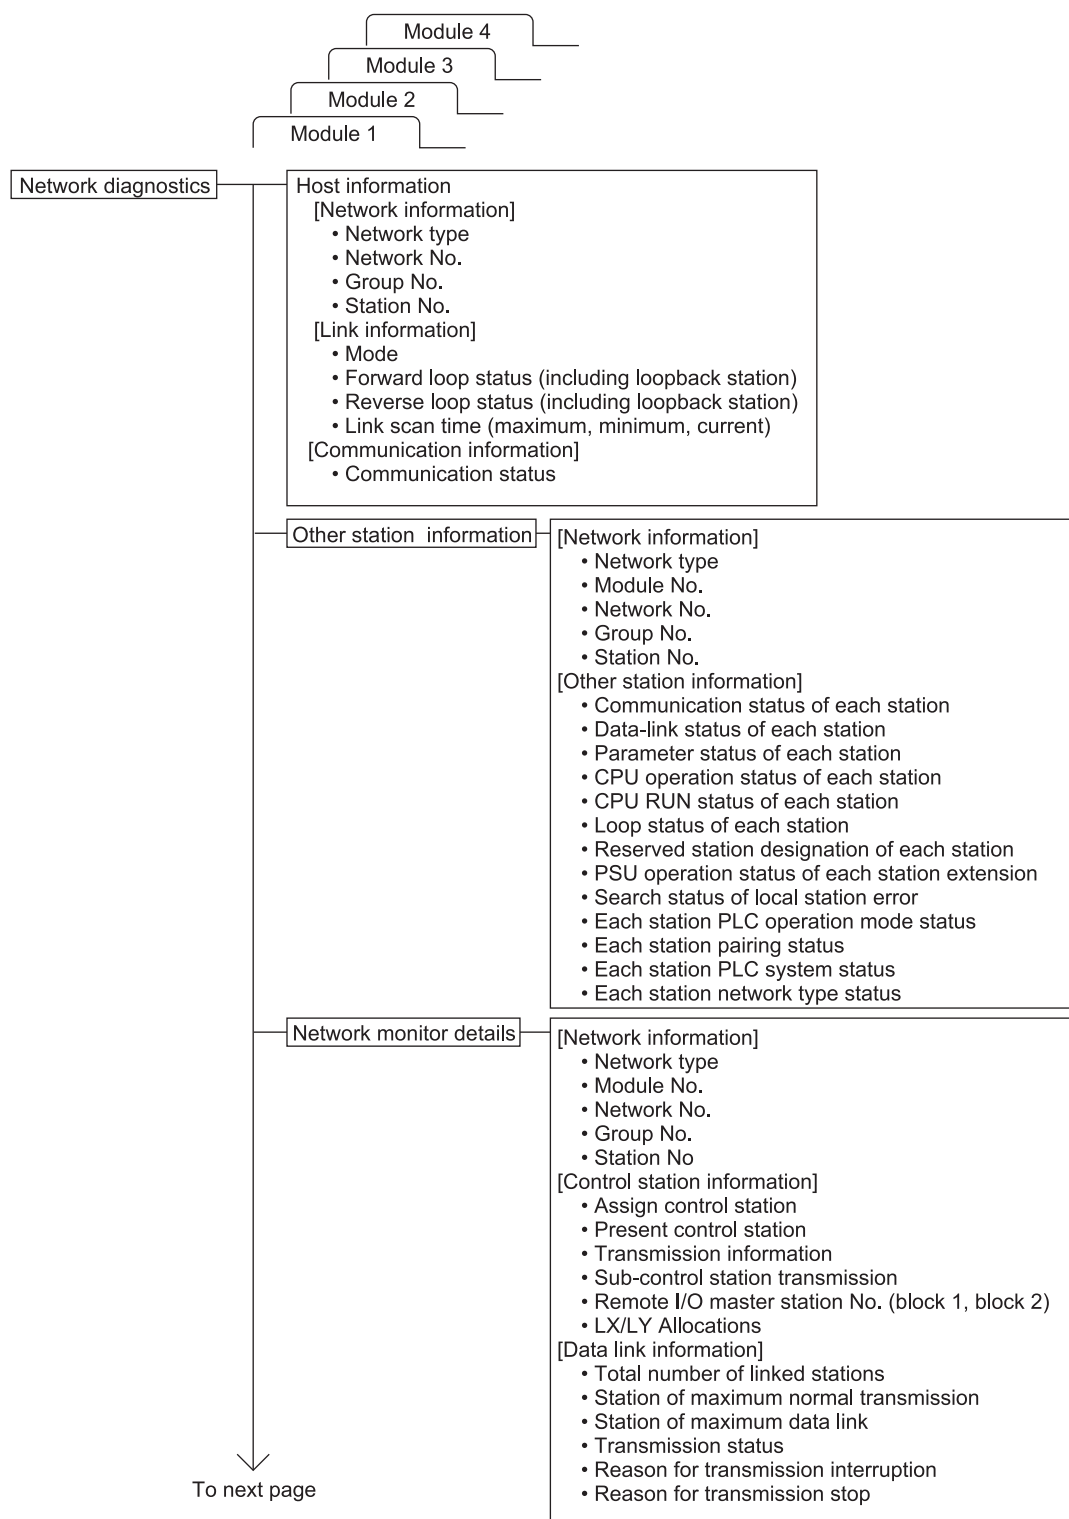 Module 4
Module 3
Module 2
Module 1
Network diagnostics
Host information
[Network information]
• Network type
• Network No.
• Group No.
• Station No.
[Link information]
• Mode
• Forward loop status (including loopback station)
• Reverse loop status (including loopback station)
• Link scan time (maximum, minimum, current)
[Communication information]
• Communication status
Other station information
[Network information]
• Network type
• Module No.
• Network No.
• Group No.
• Station No.
[Other station information]
• Communication status of each station
• Data-link status of each station
• Parameter status of each station
• CPU operation status of each station
• CPU RUN status of each station
• Loop status of each station
• Reserved station designation of each station
• PSU operation status of each station extension
• Search status of local station error
• Each station PLC operation mode status
• Each station pairing status
• Each station PLC system status
• Each station network type status
Network monitor details
[Network information]
• Network type
• Module No.
• Network No.
• Group No.
• Station No
[Control station information]
• Assign control station
• Present control station
• Transmission information
• Sub-control station transmission
• Remote I/O master station No. (block 1, block 2)
• LX/LY Allocations
[Data link information]
• Total number of linked stations
• Station of maximum normal transmission
• Station of maximum data link
• Transmission status
• Reason for transmission interruption
• Reason for transmission stop
To next page